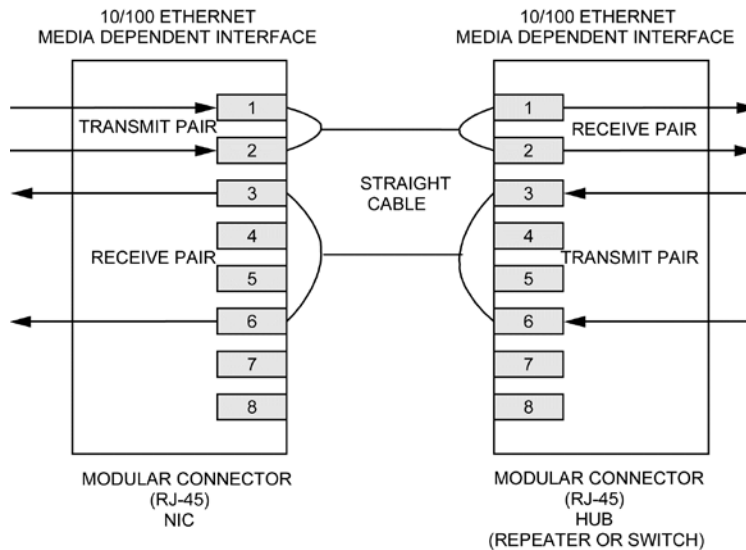 10/100 ETHERNET
MEDIA DEPENDENT INTERFACE
10/100 ETHERNET
MEDIA DEPENDENT INTERFACE
1
TRANSMIT PAIR
2
3
4
RECEIVE PAIR
5
6
7
8
STRAIGHT
CABLE
1
RECEIVE PAIR
2
3
4
TRANSMIT PAIR
5
6
7
8
MODULAR CONNECTOR
(RJ-45)
NIC
MODULAR CONNECTOR
(RJ-45)
HUB
(REPEATER OR SWITCH)